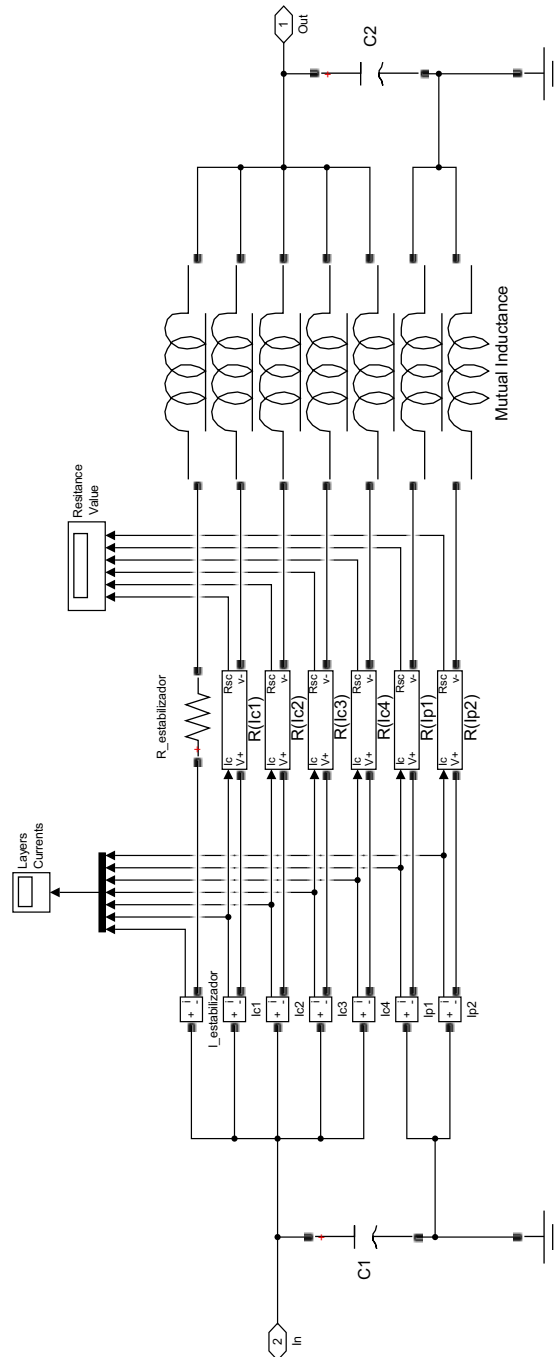 Layers
Currents
Resitance
Value
R_estabilizador
+
i
+ -
I_estabilizador
i
+ -
Ic1
i
+ -
Ic2
i
+ -
Ic3
i
+ -
Ic4
i
+ -
Ip1
i
+ -
Ip2
Ic Rsc
V+ v-
R(Ic1)
Ic Rsc
V+ v-
R(Ic2)
Ic Rsc
V+ v-
R(Ic3)
Ic Rsc
V+ v-
R(Ic4)
Ic Rsc
V+ v-
R(Ip1)
Ic Rsc
V+ v-
R(Ip2)
Mutual Inductance
2
In
+
C1
1
Out
+
C2